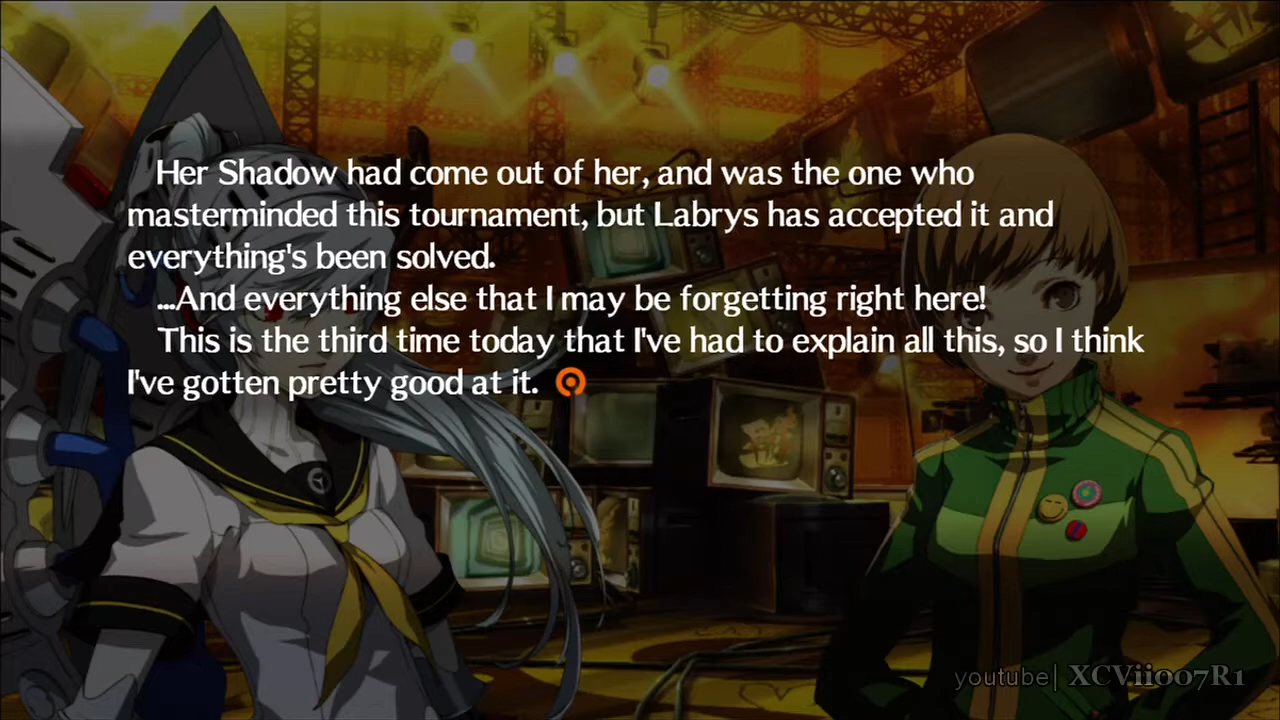 Her Shadow had come out of her, and was the one who
masterminded this tournament, but Labrys has accepted it and
everything's been solved.
...And everything else that I may be forgetting right here!
This is the third time today that I've had to explain all this, so I think
I've gotten pretty good at it.
youtube| XCVii007R1